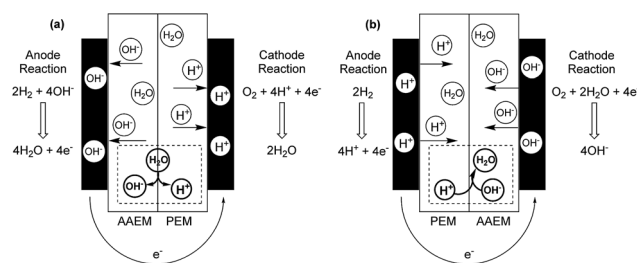 (a)
Anode
Reaction
2H₂ + 4OH⁻
4H₂O + 4e⁻
OH⁻
OH⁻
OH⁻
OH⁻
H₂O
H₂O
H⁺
H⁺
H⁺
H⁺
H₂O
OH⁻
H⁺
AAEM
PEM
e⁻
Cathode
Reaction
O₂ + 4H⁺ + 4e⁻
2H₂O
(b)
Anode
Reaction
2H₂
4H⁺ + 4e⁻
H⁺
H⁺
H⁺
H⁺
H₂O
H₂O
OH⁻
OH⁻
OH⁻
OH⁻
H₂O
H⁺
OH⁻
PEM
AAEM
e⁻
Cathode
Reaction
O₂ + 2H₂O + 4e⁻
4OH⁻